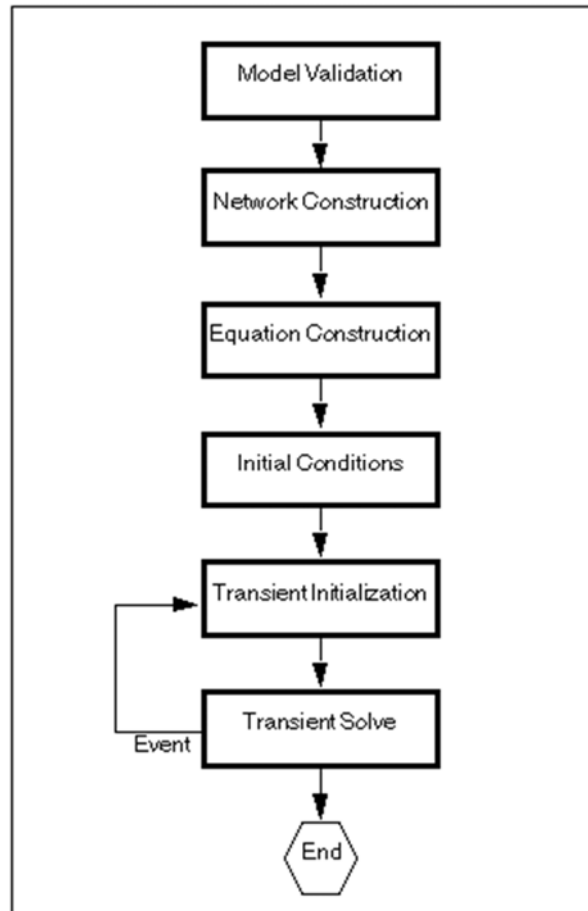 Model Validation
Network Construction
Equation Construction
Initial Conditions
Transient Initialization
Transient Solve
Event
End